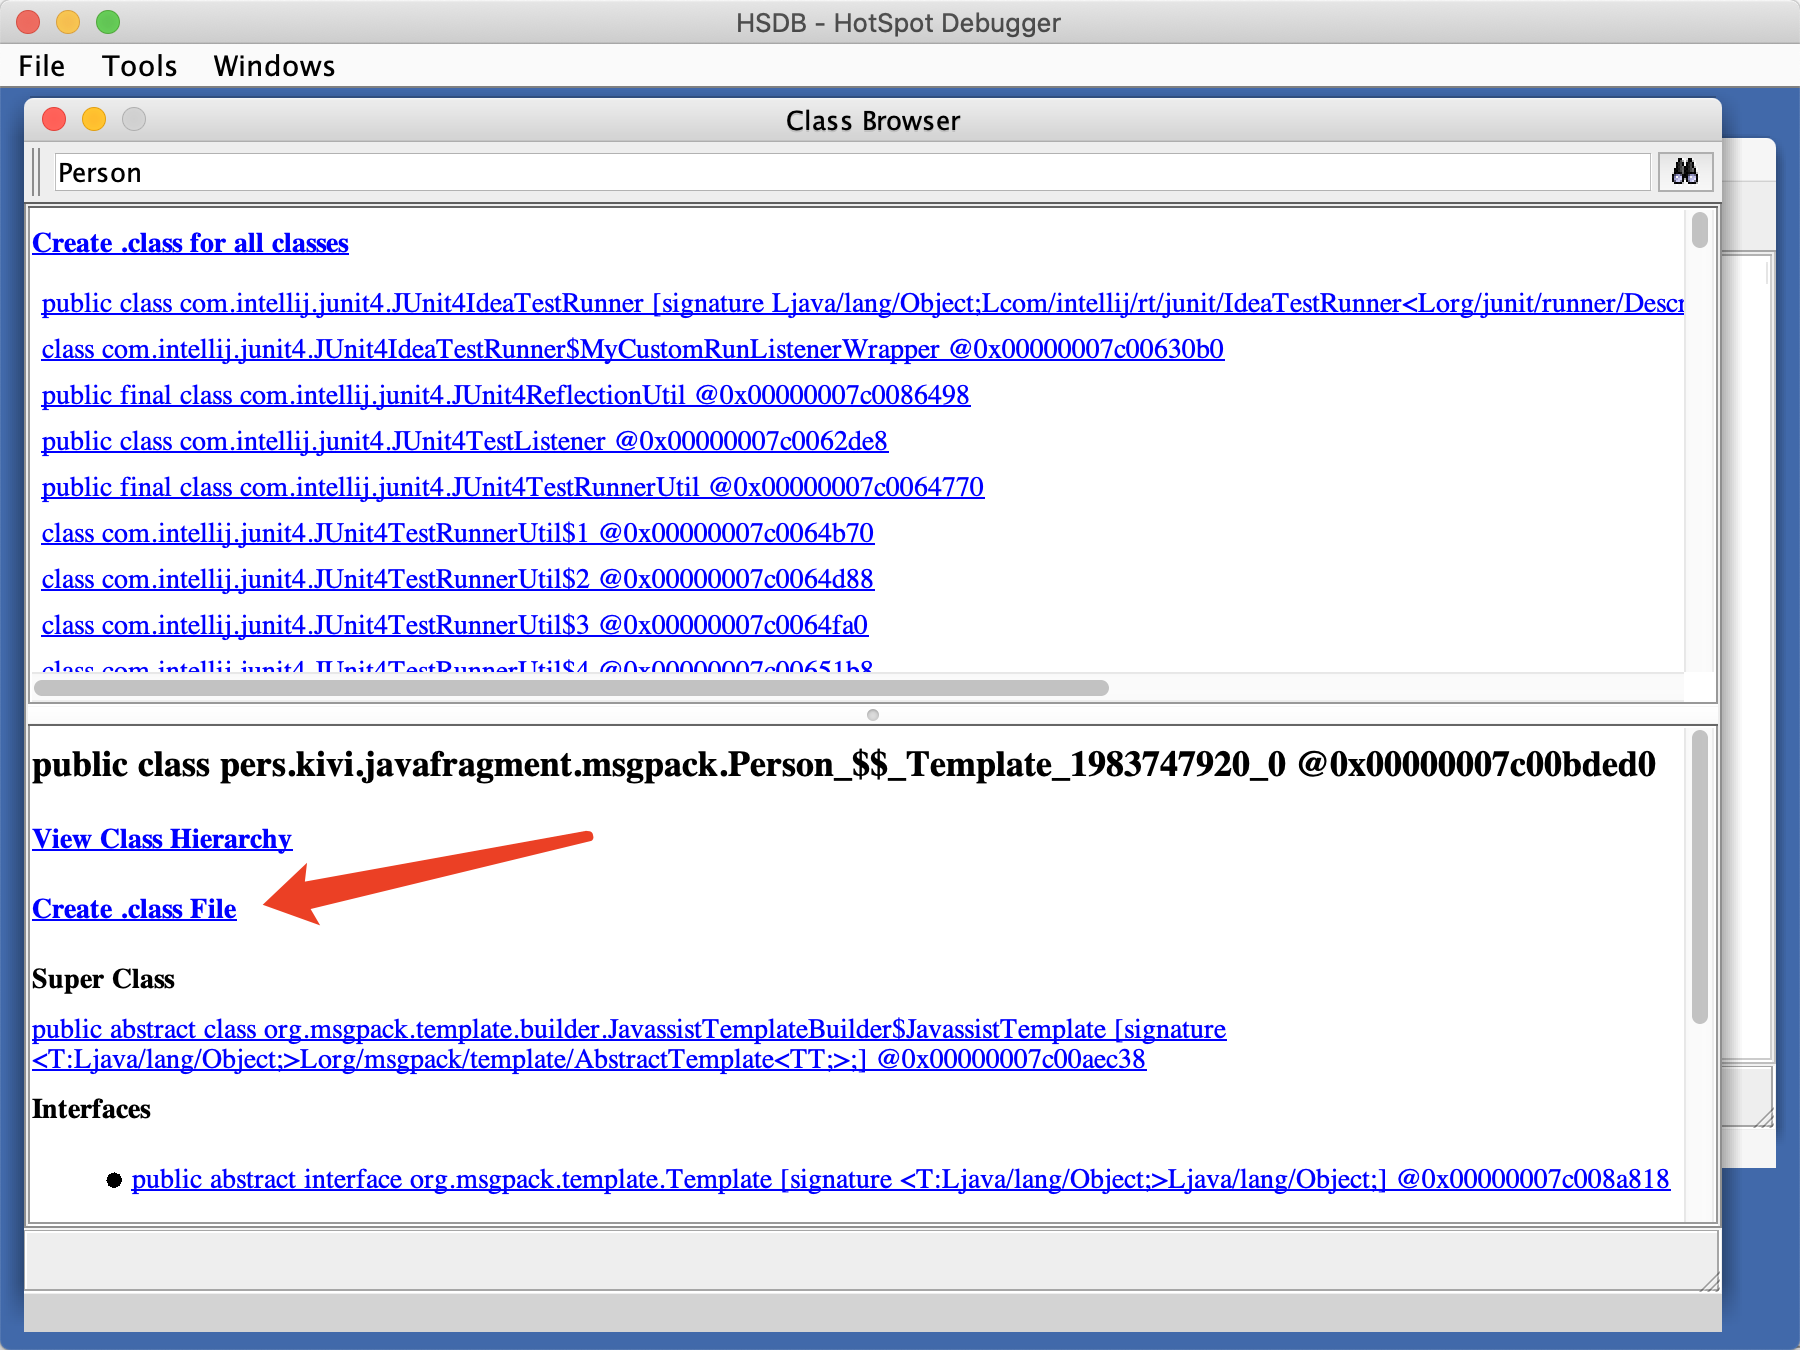 HSDB - HotSpot Debugger
File Tools Windows
Class Browser
Person
Create .class for all classes
public class com.intellij.junit4.JUnit4IdeaTestRunner [signature Ljava/lang/Object;Lcom/intellij/rt/junit/IdeaTestRunner<Lorg/junit/runner/Descr
class com.intellij.junit4.JUnit4IdeaTestRunner$MyCustomRunListenerWrapper @0x00000007c00630b0
public final class com.intellij.junit4.JUnit4ReflectionUtil @0x00000007c0086498
public class com.intellij.junit4.JUnit4TestListener @0x00000007c0062de8
public final class com.intellij.junit4.JUnit4TestRunnerUtil @0x00000007c0064770
class com.intellij.junit4.JUnit4TestRunnerUtil$1 @0x00000007c0064b70
class com.intellij.junit4.JUnit4TestRunnerUtil$2 @0x00000007c0064d88
class com.intellij.junit4.JUnit4TestRunnerUtil$3 @0x00000007c0064fa0
class com.intellij.junit4.JUnit4TestRunnerUtil$4 @0x00000007c00651b8
public class pers.kivi.javafragment.msgpack.Person_$$_Template_1983747920_0 @0x00000007c00bded0
View Class Hierarchy
Create .class File
Super Class
public abstract class org.msgpack.template.builder.JavassistTemplateBuilder$JavassistTemplate [signature
<T:Ljava/lang/Object;>Lorg/msgpack/template/AbstractTemplate<TT;>;] @0x00000007c00aec38
Interfaces
public abstract interface org.msgpack.template.Template [signature <T:Ljava/lang/Object;>Ljava/lang/Object;] @0x00000007c008a818